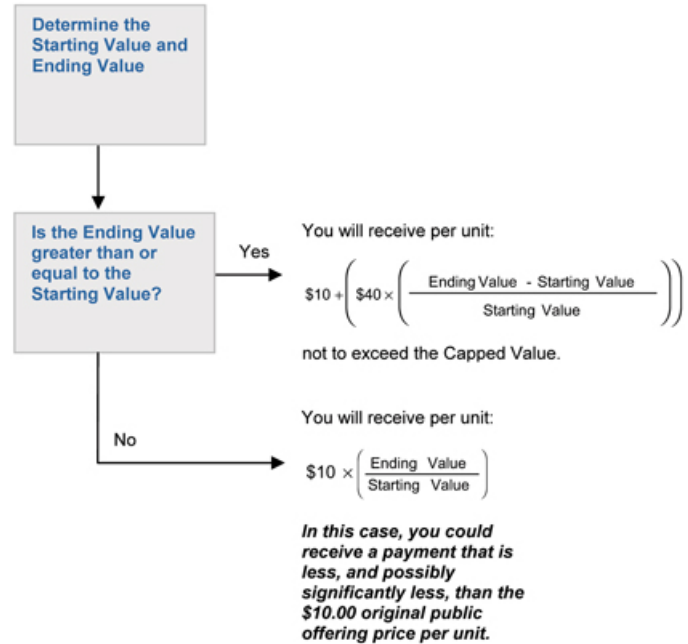 Determine the
Starting Value and
Ending Value
Is the Ending Value
greater than or
equal to the
Starting Value?
Yes
You will receive per unit:
$10 + ( $40 × ( Ending Value - Starting Value
Starting Value ) )
not to exceed the Capped Value.
No
You will receive per unit:
$10 × ( Ending Value
Starting Value )
In this case, you could
receive a payment that is
less, and possibly
significantly less, than the
$10.00 original public
offering price per unit.